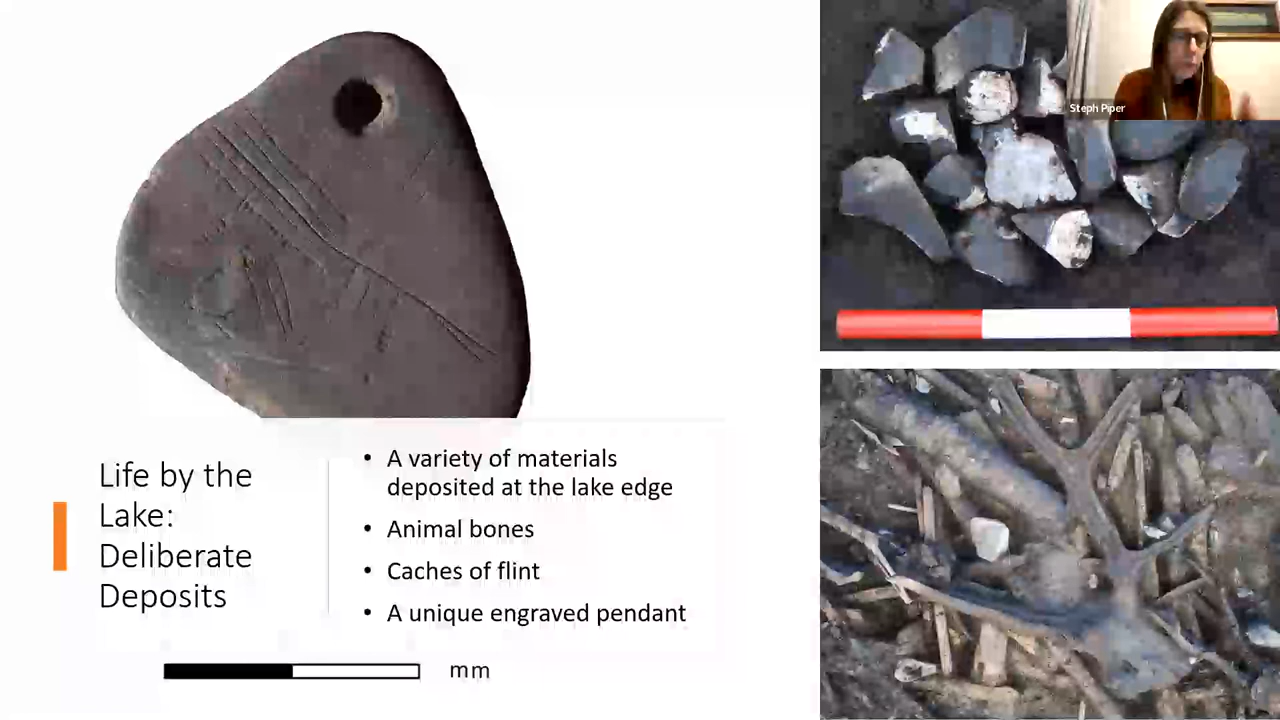 Steph Piper
Life by the
Lake:
Deliberate
Deposits
• A variety of materials
deposited at the lake edge
• Animal bones
• Caches of flint
• A unique engraved pendant
mm